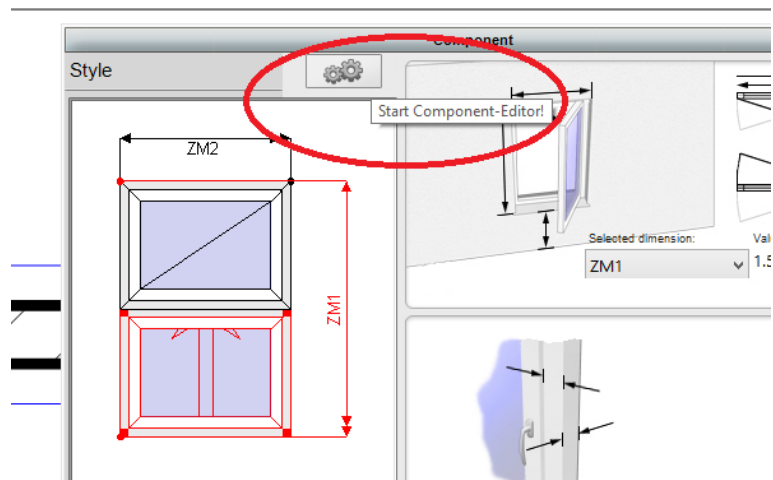 Component
Style
Start Component-Editor!
ZM2
ZM1
Selected dimension:
ZM1